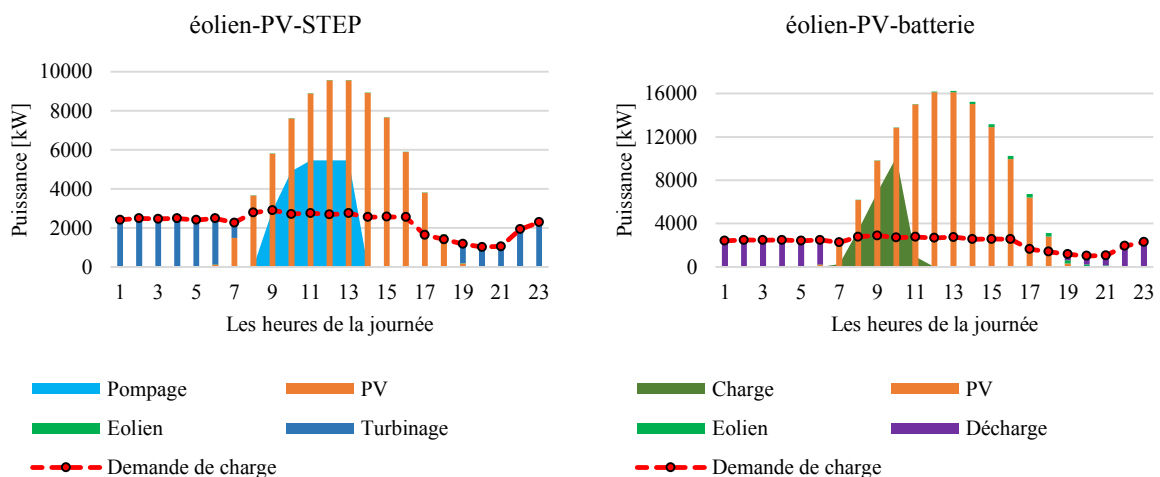 éolien-PV-STEP
Puissance [kW]
10000
8000
6000
4000
2000
0
1 3 5 7 9 11 13 15 17 19 21 23
Les heures de la journée
Pompage PV
Eolien Turbinage
Demande de charge
éolien-PV-batterie
Puissance [kW]
16000
12000
8000
4000
0
1 3 5 7 9 11 13 15 17 19 21 23
Les heures de la journée
Charge PV
Eolien Décharge
Demande de charge